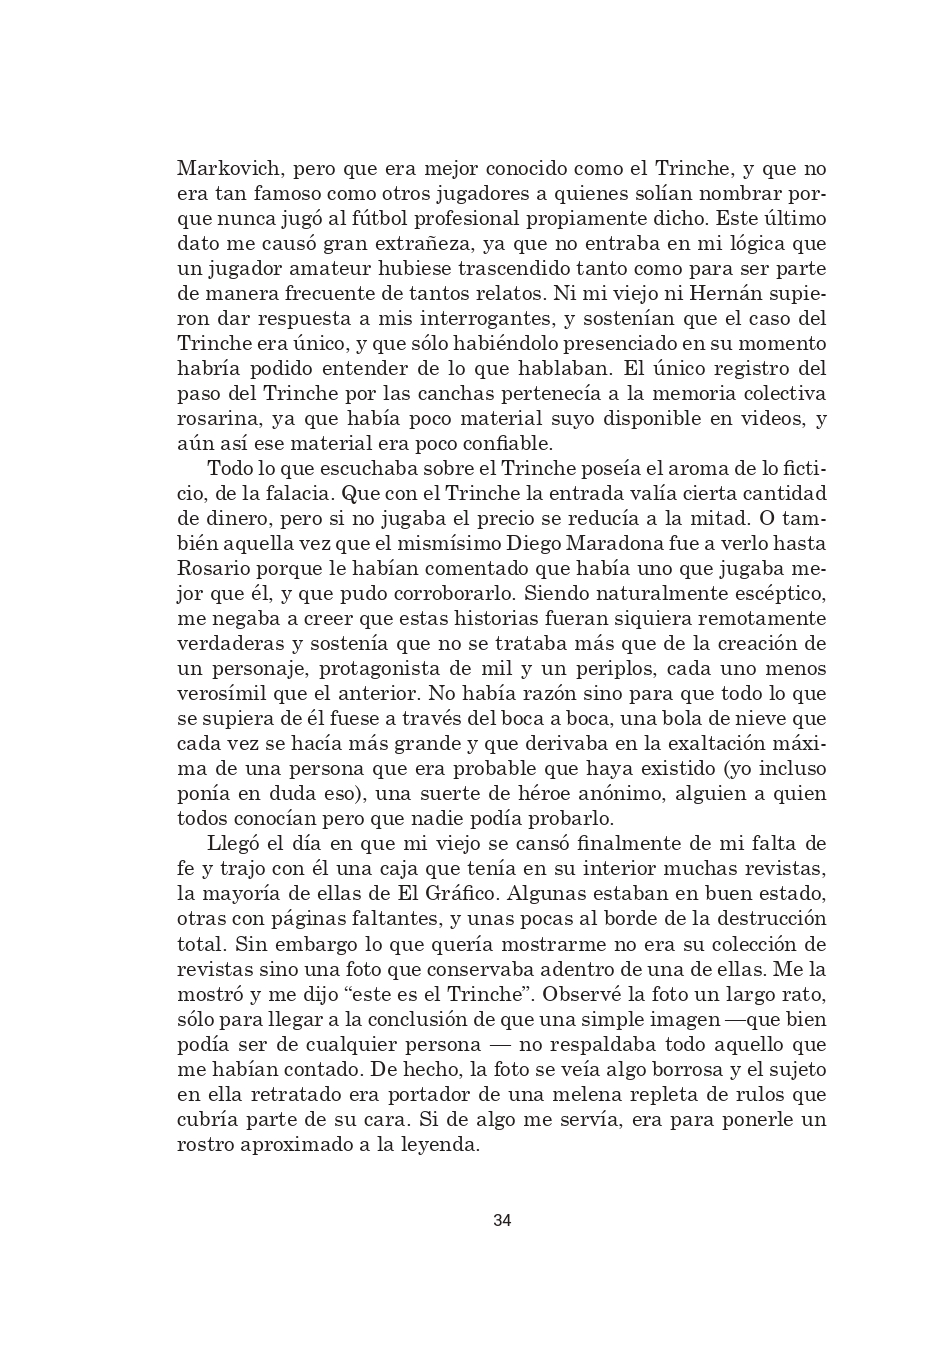 Markovich, pero que era mejor conocido como el Trinche, y que no
era tan famoso como otros jugadores a quienes solían nombrar por-
que nunca jugó al fútbol profesional propiamente dicho. Este último
dato me causó gran extrañeza, ya que no entraba en mi lógica que
un jugador amateur hubiese trascendido tanto como para ser parte
de manera frecuente de tantos relatos. Ni mi viejo ni Hernán supie-
ron dar respuesta a mis interrogantes, y sostenían que el caso del
Trinche era único, y que sólo habiéndolo presenciado en su momento
habría podido entender de lo que hablaban. El único registro del
paso del Trinche por las canchas pertenecía a la memoria colectiva
rosarina, ya que había poco material suyo disponible en videos, y
aún así ese material era poco confiable.
Todo lo que escuchaba sobre el Trinche poseía el aroma de lo ficti-
cio, de la falacia. Que con el Trinche la entrada valía cierta cantidad
de dinero, pero si no jugaba el precio se reducía a la mitad. O tam-
bién aquella vez que el mismísimo Diego Maradona fue a verlo hasta
Rosario porque le habían comentado que había uno que jugaba me-
jor que él, y que pudo corroborarlo. Siendo naturalmente escéptico,
me negaba a creer que estas historias fueran siquiera remotamente
verdaderas y sostenía que no se trataba más que de la creación de
un personaje, protagonista de mil y un periplos, cada uno menos
verosímil que el anterior. No había razón sino para que todo lo que
se supiera de él fuese a través del boca a boca, una bola de nieve que
cada vez se hacía más grande y que derivaba en la exaltación máxi-
ma de una persona que era probable que haya existido (yo incluso
ponía en duda eso), una suerte de héroe anónimo, alguien a quien
todos conocían pero que nadie podía probarlo.
Llegó el día en que mi viejo se cansó finalmente de mi falta de
fe y trajo con él una caja que tenía en su interior muchas revistas,
la mayoría de ellas de El Gráfico. Algunas estaban en buen estado,
otras con páginas faltantes, y unas pocas al borde de la destrucción
total. Sin embargo lo que quería mostrarme no era su colección de
revistas sino una foto que conservaba adentro de una de ellas. Me la
mostró y me dijo “este es el Trinche”. Observé la foto un largo rato,
sólo para llegar a la conclusión de que una simple imagen —que bien
podía ser de cualquier persona — no respaldaba todo aquello que
me habían contado. De hecho, la foto se veía algo borrosa y el sujeto
en ella retratado era portador de una melena repleta de rulos que
cubría parte de su cara. Si de algo me servía, era para ponerle un
rostro aproximado a la leyenda.
34